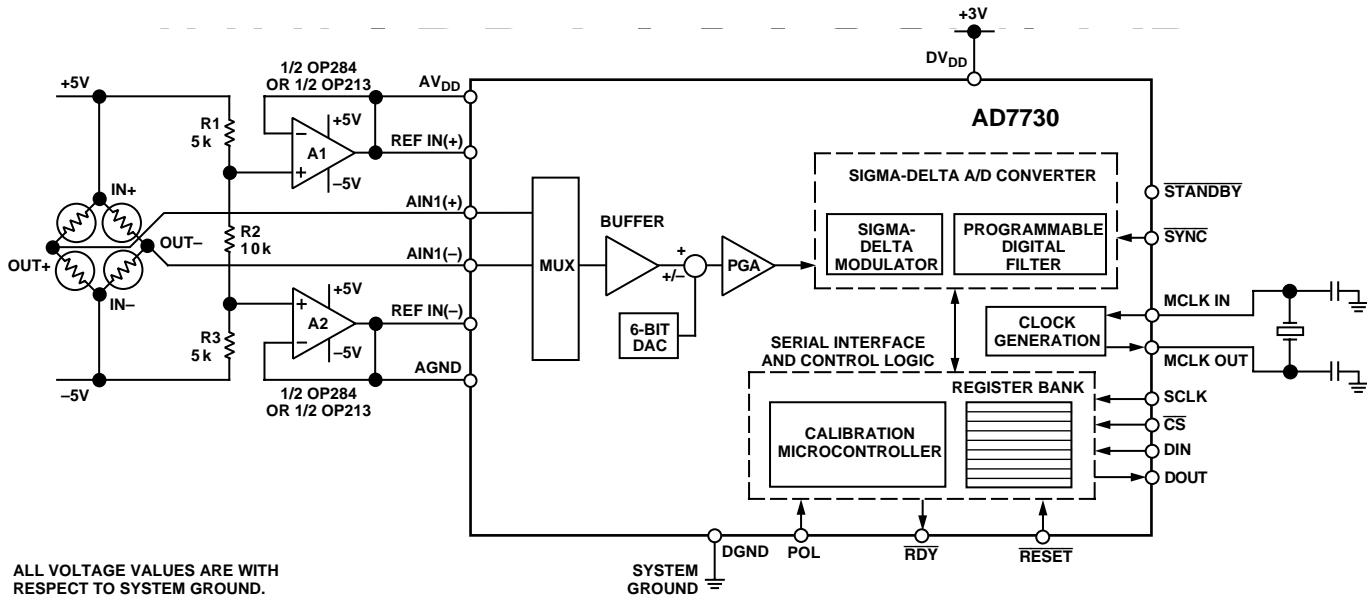 +3V
DVDD
1/2 OP284
OR 1/2 OP213
+5V
AVDD
AD7730
R1
5k
−
+5V
A1
REF IN(+)
+
−5V
SIGMA-DELTA A/D CONVERTER
STANDBY
IN+
AIN1(+)
BUFFER
SIGMA-
DELTA
MODULATOR
PROGRAMMABLE
DIGITAL
FILTER
SYNC
R2
10k
OUT–
OUT+
AIN1(–)
MUX
+
+/–
PGA
IN–
+
+5V
A2
REF IN(–)
−
–5V
6-BIT
DAC
MCLK IN
CLOCK
GENERATION
MCLK OUT
R3
5k
SERIAL INTERFACE
AND CONTROL LOGIC
AGND
–5V
1/2 OP284
OR 1/2 OP213
REGISTER BANK
SCLK
CS
DIN
DOUT
CALIBRATION
MICROCONTROLLER
DGND
POL
RDY
RESET
SYSTEM
GROUND
ALL VOLTAGE VALUES ARE WITH
RESPECT TO SYSTEM GROUND.